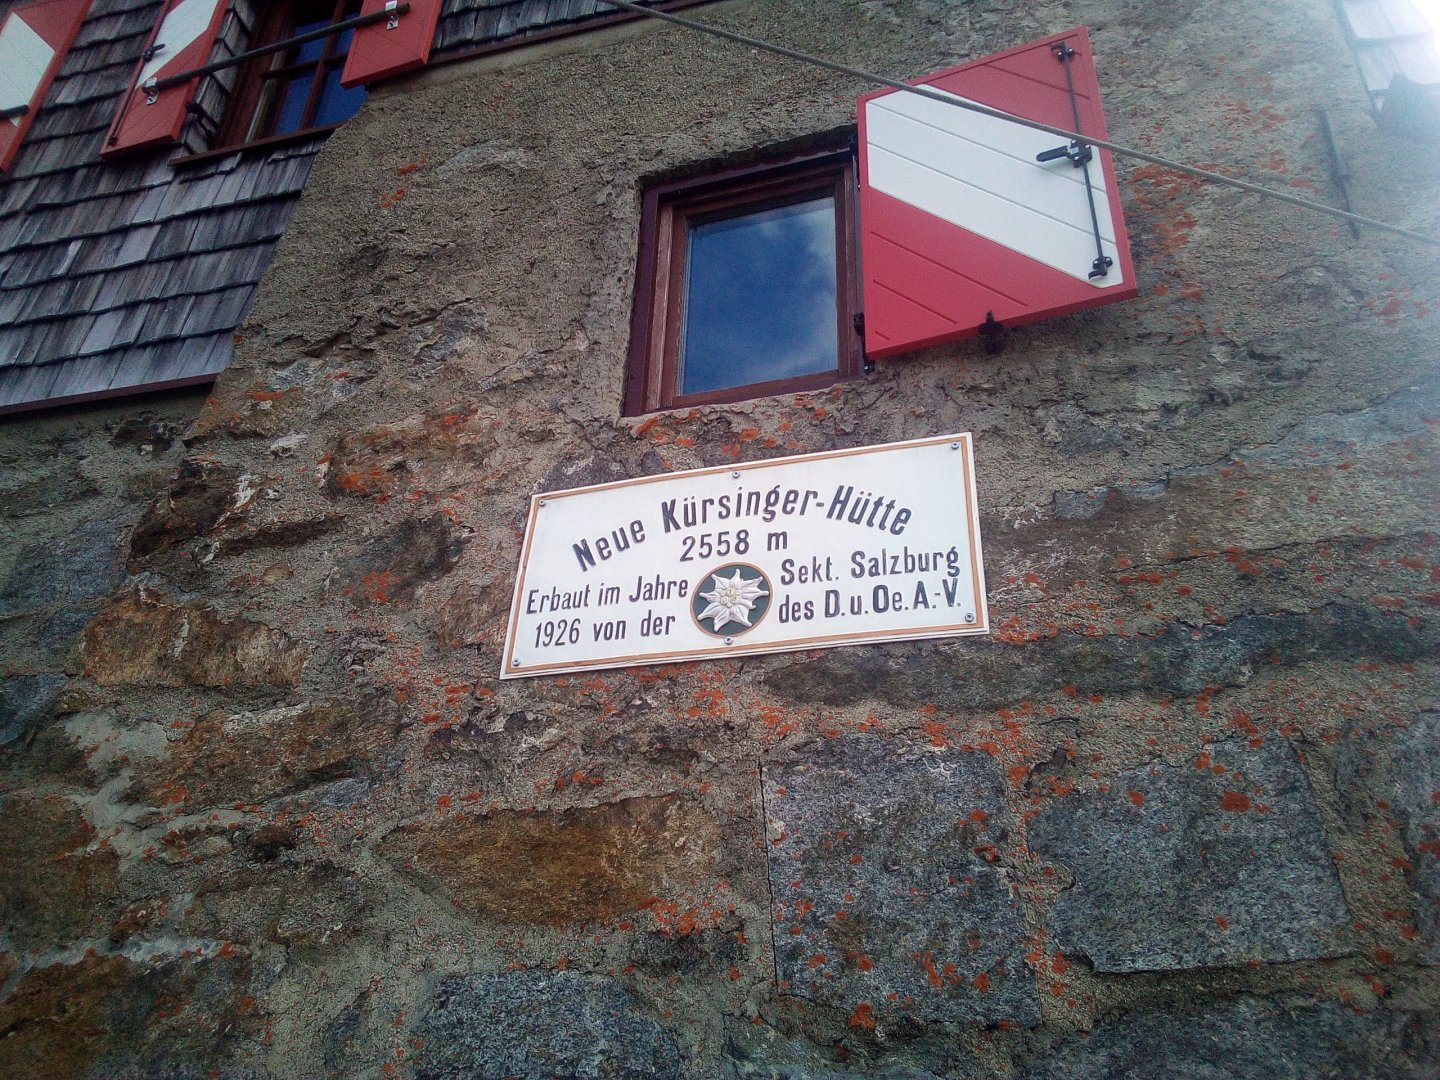 Neue Kürsinger-Hütte
2558 m
Erbaut im Jahre Sekt. Salzburg
1926 von der des D.u.Oe.A.-V.